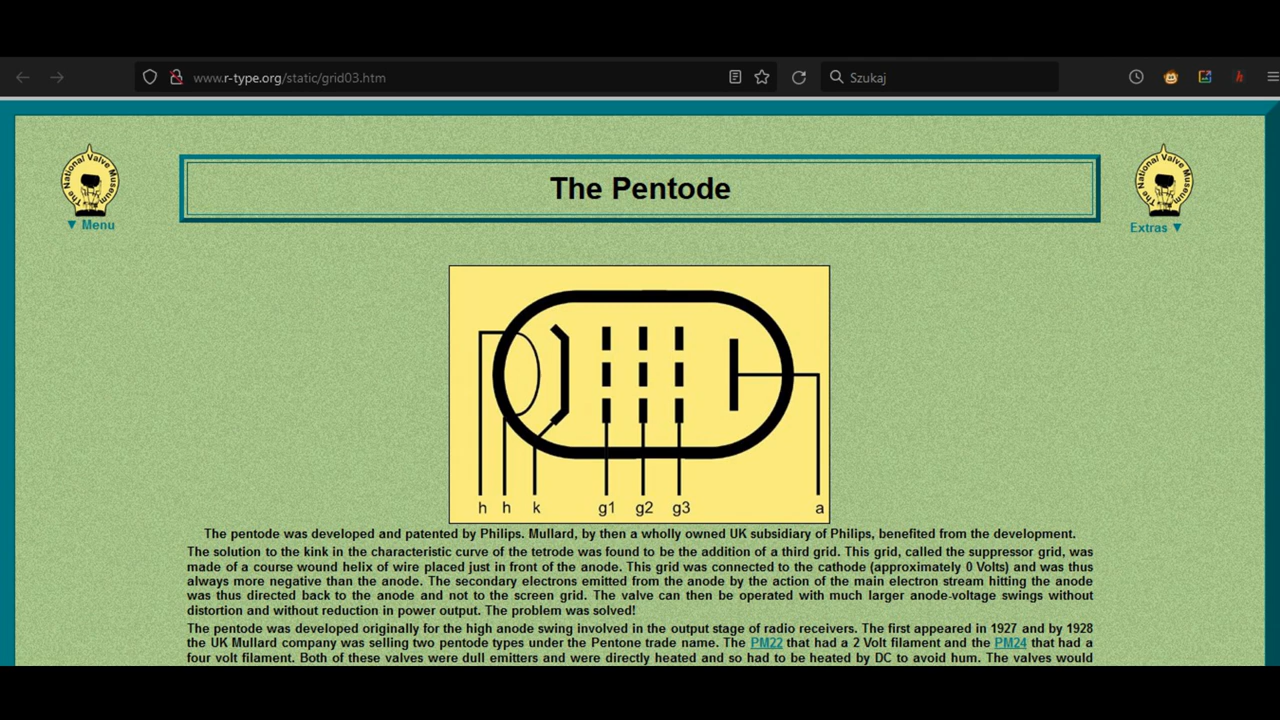 www.r-type.org/static/grid03.htm
Szukaj
The National Valve Museum
The National Valve Museum
The Pentode
▼ Menu
Extras ▼
h h k g1 g2 g3 a
The pentode was developed and patented by Philips. Mullard, by then a wholly owned UK subsidiary of Philips, benefited from the development.
The solution to the kink in the characteristic curve of the tetrode was found to be the addition of a third grid. This grid, called the suppressor grid, was
made of a course wound helix of wire placed just in front of the anode. This grid was connected to the cathode (approximately 0 Volts) and was thus
always more negative than the anode. The secondary electrons emitted from the anode by the action of the main electron stream hitting the anode
was thus directed back to the anode and not to the screen grid. The valve can then be operated with much larger anode-voltage swings without
distortion and without reduction in power output. The problem was solved!
The pentode was developed originally for the high anode swing involved in the output stage of radio receivers. The first appeared in 1927 and by 1928
the UK Mullard company was selling two pentode types under the Pentone trade name. The PM22 that had a 2 Volt filament and the PM24 that had a
four volt filament. Both of these valves were dull emitters and were directly heated and so had to be heated by DC to avoid hum. The valves would